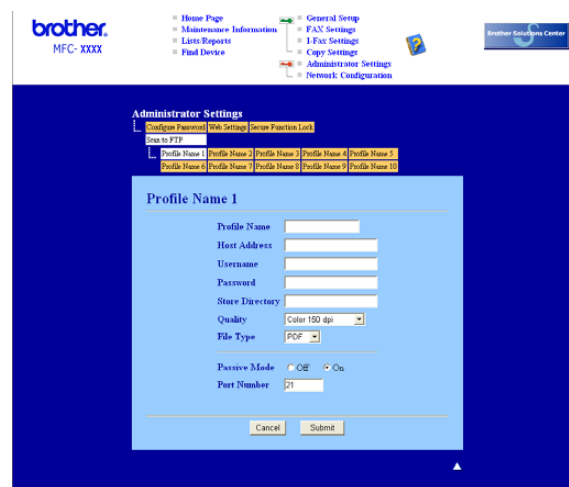 brother.
MFC- XXXX
Home Page
Maintenance Information
Lists/Reports
Find Device
General Setup
FAX Settings
I-Fax Settings
Copy Settings
Administrator Settings
Network Configuration
Brother Solutions Center
Administrator Settings
Configure Password Web Settings Secure Function Lock
Scan to FTP
Profile Name 1 Profile Name 2 Profile Name 3 Profile Name 4 Profile Name 5
Profile Name 6 Profile Name 7 Profile Name 8 Profile Name 9 Profile Name 10
Profile Name 1
Profile Name
Host Address
Username
Password
Store Directory
Quality Color 150 dpi
File Type PDF
Passive Mode Off On
Port Number 21
Cancel Submit